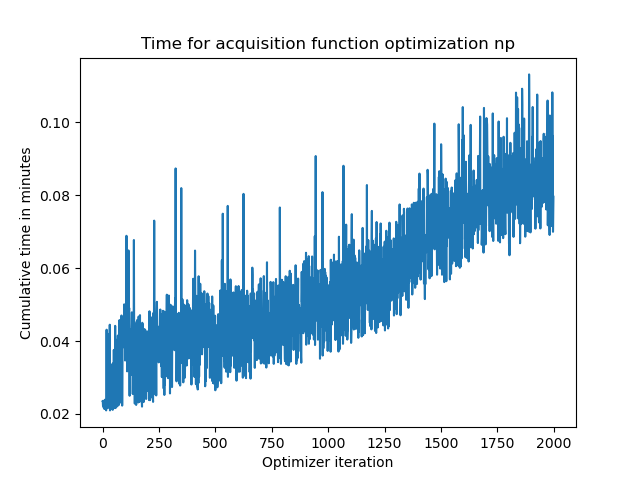 Time for acquisition function optimization np
Cumulative time in minutes
0.10
0.08
0.06
0.04
0.02
0 250 500 750 1000 1250 1500 1750 2000
Optimizer iteration